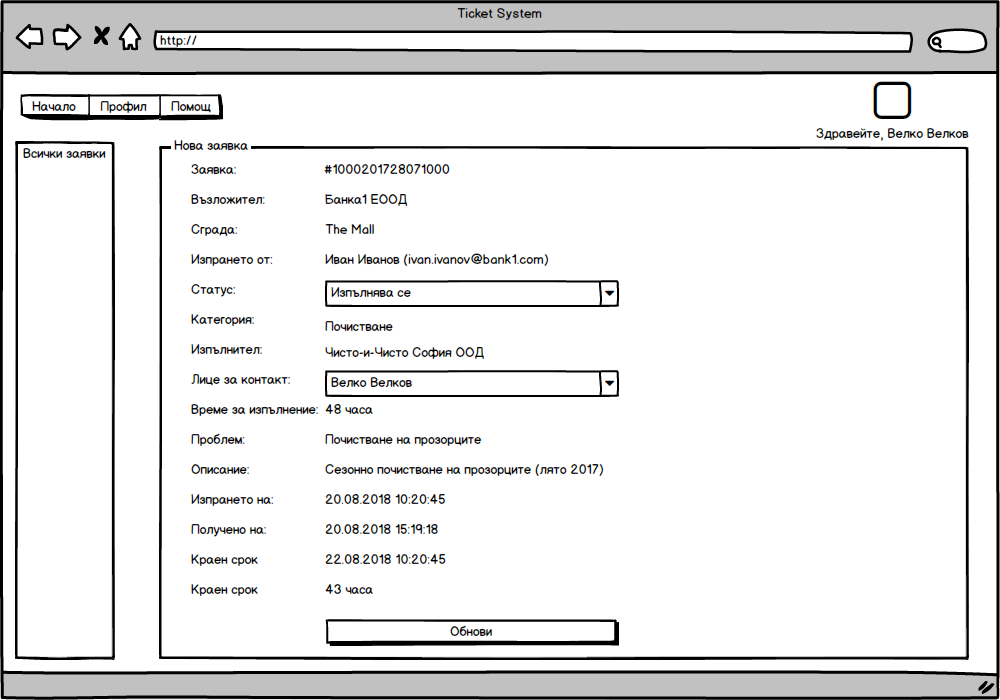 Ticket System
http://
Начало Профил Помощ
Здравейте, Велко Велков
Всички заявки
Нова заявка
Заявка: #1000201728071000
Възложител: Банка1 ЕООД
Сграда: The Mall
Изпрането от: Иван Иванов (ivan.ivanov@bank1.com)
Статус: Изпълнява се
Категория: Почистване
Изпълнител: Чисто-и-Чисто София ООД
Лице за контакт: Велко Велков
Време за изпълнение: 48 часа
Проблем: Почистване на прозорците
Описание: Сезонно почистване на прозорците (лято 2017)
Изпрането на: 20.08.2018 10:20:45
Получено на: 20.08.2018 15:19:18
Краен срок 22.08.2018 10:20:45
Краен срок 43 часа
Обнови